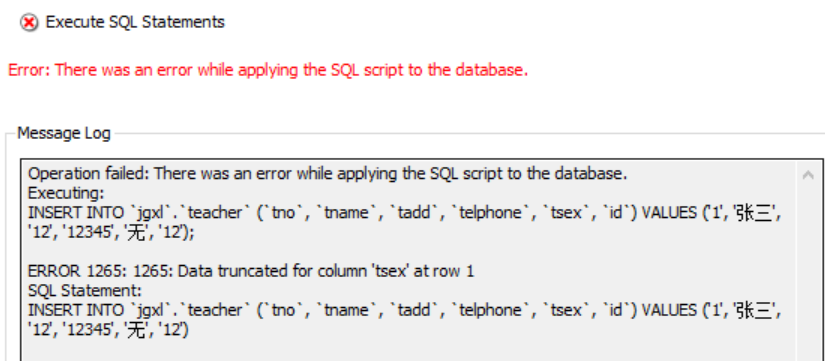 Execute SQL Statements
Error: There was an error while applying the SQL script to the database.
Message Log
Operation failed: There was an error while applying the SQL script to the database.
Executing:
INSERT INTO `jgxl`.`teacher` (`tno`, `tname`, `tadd`, `telphone`, `tsex`, `id`) VALUES ('1', '张三',
'12', '12345', '无', '12');
ERROR 1265: 1265: Data truncated for column 'tsex' at row 1
SQL Statement:
INSERT INTO `jgxl`.`teacher` (`tno`, `tname`, `tadd`, `telphone`, `tsex`, `id`) VALUES ('1', '张三',
'12', '12345', '无', '12')